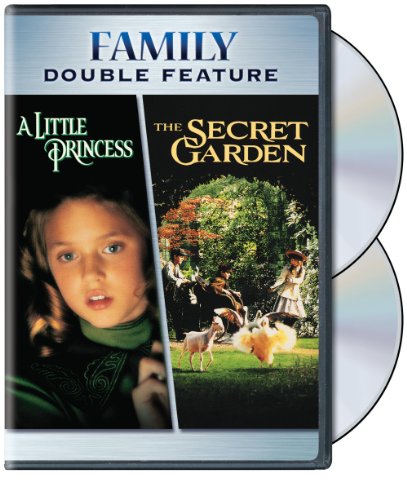 FAMILY
DOUBLE FEATURE
A LITTLE
PRINCESS
THE SECRET
GARDEN